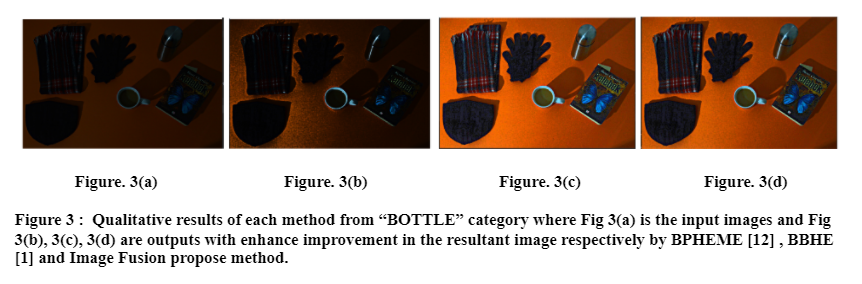 Figure. 3(a)
Figure. 3(b)
Figure. 3(c)
Figure. 3(d)
Figure 3 : Qualitative results of each method from “BOTTLE” category where Fig 3(a) is the input images and Fig
3(b), 3(c), 3(d) are outputs with enhance improvement in the resultant image respectively by BPHEME [12] , BBHE
[1] and Image Fusion propose method.